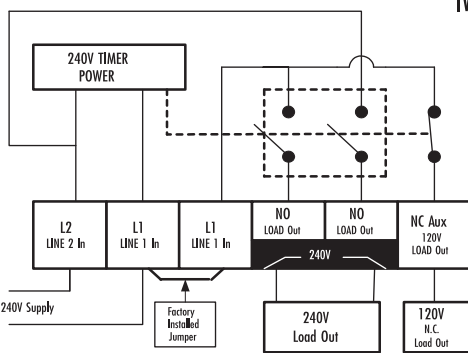 240V TIMER
POWER
L2
LINE 2 In
L1
LINE 1 In
L1
LINE 1 In
NO
LOAD Out
NO
LOAD Out
NC Aux
120V
LOAD Out
240V
240V Supply
Factory
Installed
Jumper
240V
Load Out
120V
N.C.
Load Out